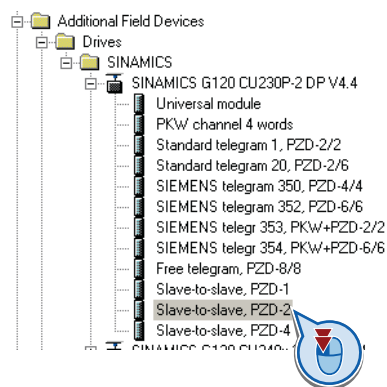 Additional Field Devices
Drives
SINAMICS
SINAMICS G120 CU230P-2 DP V4.4
Universal module
PKW channel 4 words
Standard telegram 1, PZD-2/2
Standard telegram 20, PZD-2/6
SIEMENS telegram 350, PZD-4/4
SIEMENS telegram 352, PZD-6/6
SIEMENS telegr 353, PKW+PZD-2/2
SIEMENS telegr 354, PKW+PZD-6/6
Free telegram, PZD-8/8
Slave-to-slave, PZD-1
Slave-to-slave, PZD-2
Slave-to-slave, PZD-4
SINAMICS G120